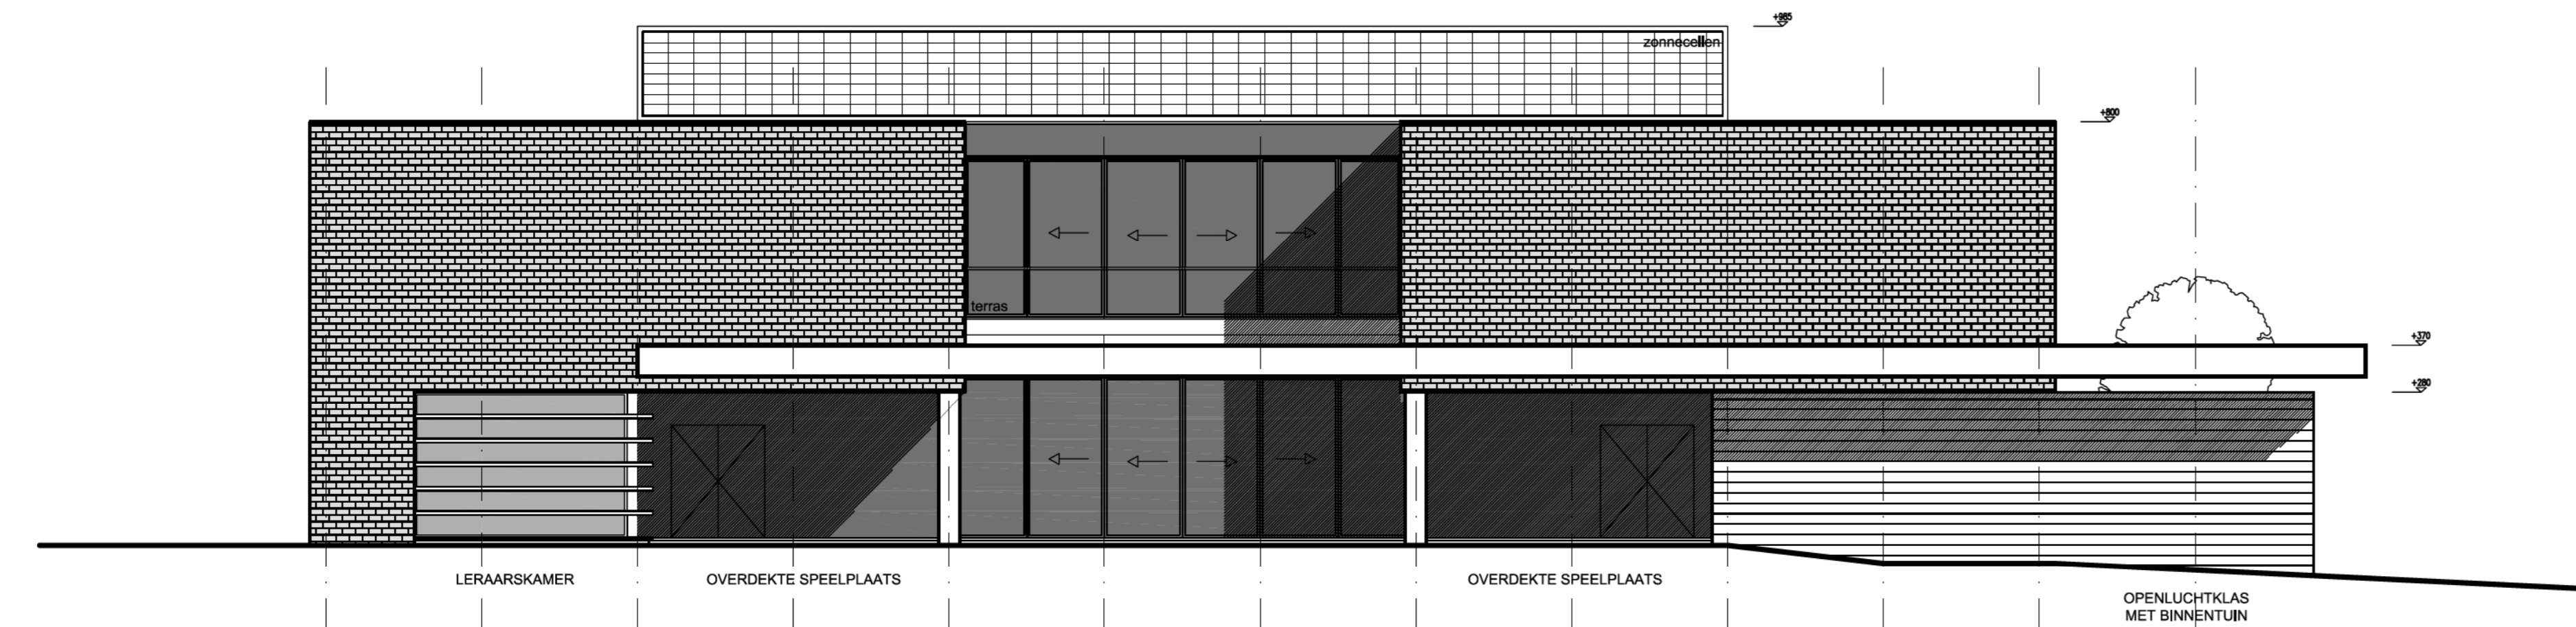 +985
zonnecellen
+800
terras
+370
+280
LERAARSKAMER
OVERDEKTE SPEELPLAATS
OVERDEKTE SPEELPLAATS
OPENLUCHTKLAS
MET BINNENTUIN